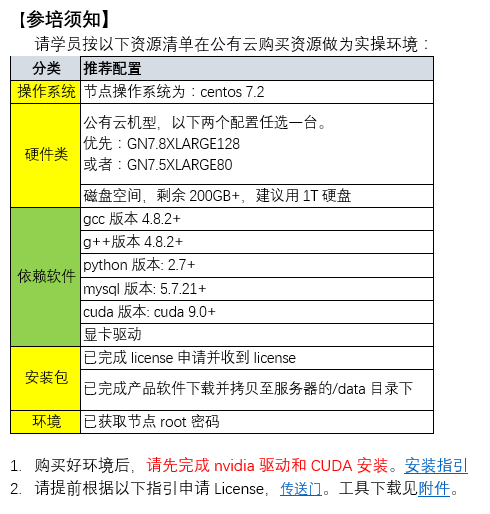 【参培须知】
请学员按以下资源清单在公有云购买资源做为实操环境：
分类 推荐配置
操作系统 节点操作系统为：centos 7.2
硬件类 公有云机型，以下两个配置任选一台。
优先：GN7.8XLARGE128
或者：GN7.5XLARGE80
磁盘空间，剩余 200GB+，建议用 1T 硬盘
依赖软件 gcc 版本 4.8.2+
g++版本 4.8.2+
python 版本: 2.7+
mysql 版本: 5.7.21+
cuda 版本: cuda 9.0+
显卡驱动
安装包 已完成 license 申请并收到 license
已完成产品软件下载并拷贝至服务器的/data 目录下
环境 已获取节点 root 密码
1. 购买好环境后，请先完成 nvidia 驱动和 CUDA 安装。安装指引
2. 请提前根据以下指引申请 License，传送门。工具下载见附件。